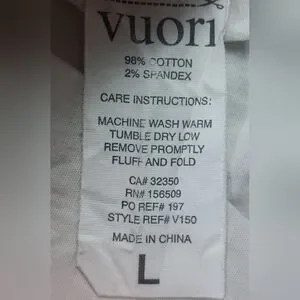 vuori
98% COTTON
2% SPANDEX
CARE INSTRUCTIONS:
MACHINE WASH WARM
TUMBLE DRY LOW
REMOVE PROMPTLY
FLUFF AND FOLD
CA# 32350
RN# 156509
PO REF# 197
STYLE REF# V150
MADE IN CHINA
L